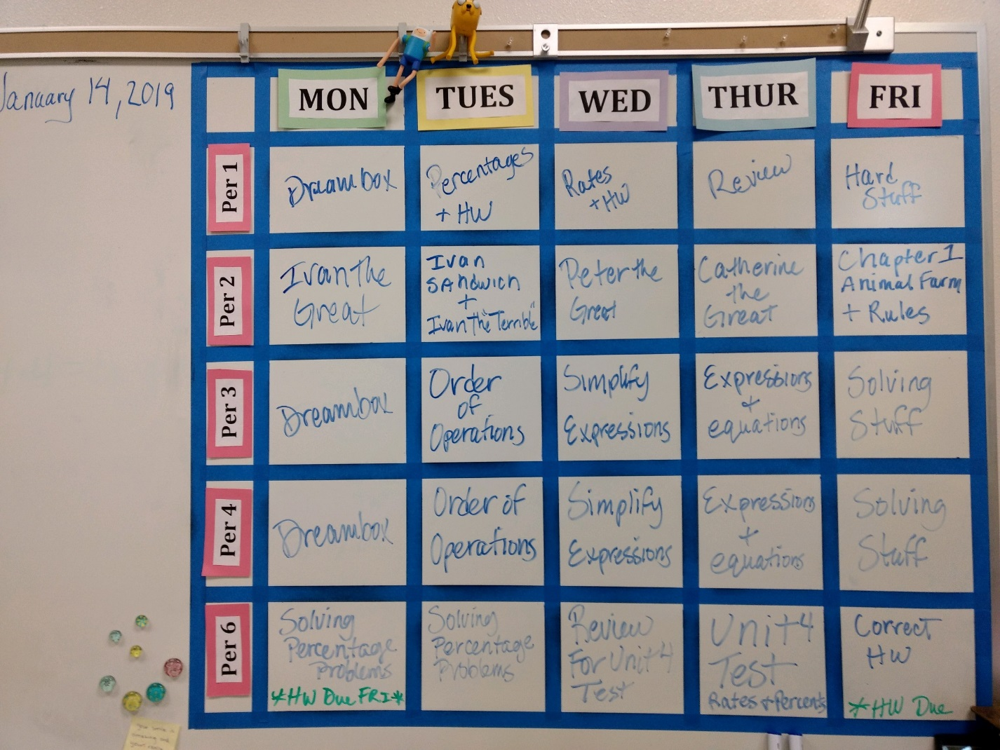 January 14, 2019
MON
TUES
WED
THUR
FRI
Per 1
Dreambox
Percentages
+ HW
Rates
+ HW
Review
Hard
Stuff
Per 2
Ivan the
Great
Ivan
SAndwich
+
Ivan the "Terrible"
Peter the
Great
Catherine
the
Great
Chapter 1
Animal Farm
+ Rules
Per 3
Dreambox
Order
of
Operations
Simplify
Expressions
Expressions
+
equations
Solving
Stuff
Per 4
Dreambox
Order of
Operations
Simplify
Expressions
Expressions
+
equations
Solving
Stuff
Per 6
Solving
Percentage
Problems
*HW Due FRI*
Solving
Percentage
Problems
Review
For Unit 4
Test
Unit 4
Test
Rates + Percents
Correct
HW
*HW Due